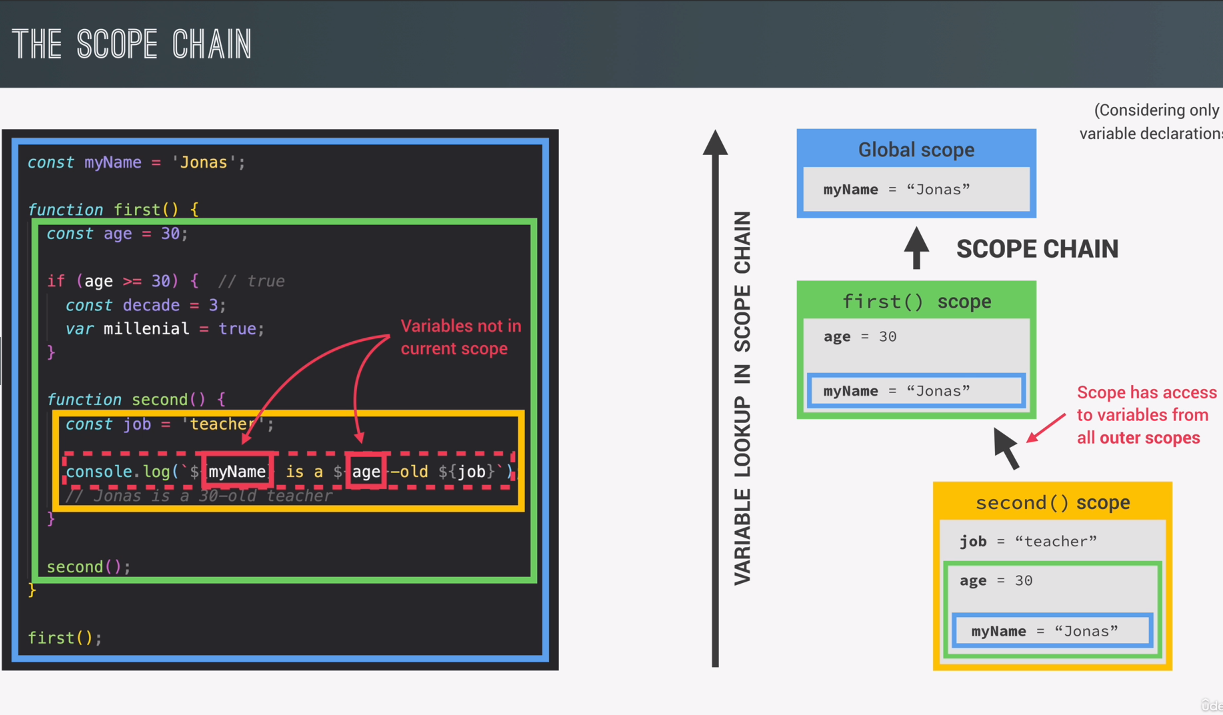 THE SCOPE CHAIN
const myName = 'Jonas';
function first() {
const age = 30;
if (age >= 30) { // true
const decade = 3;
var millenial = true;
}
function second() {
const job = 'teacher';
console.log(`${myName} is a ${age}-old ${job}`)
// Jonas is a 30-old teacher
}
second();
}
first();
Variables not in
current scope
VARIABLE LOOKUP IN SCOPE CHAIN
(Considering only
variable declarations
Global scope
myName = “Jonas”
SCOPE CHAIN
first() scope
age = 30
myName = “Jonas”
Scope has access
to variables from
all outer scopes
second() scope
job = “teacher”
age = 30
myName = “Jonas”